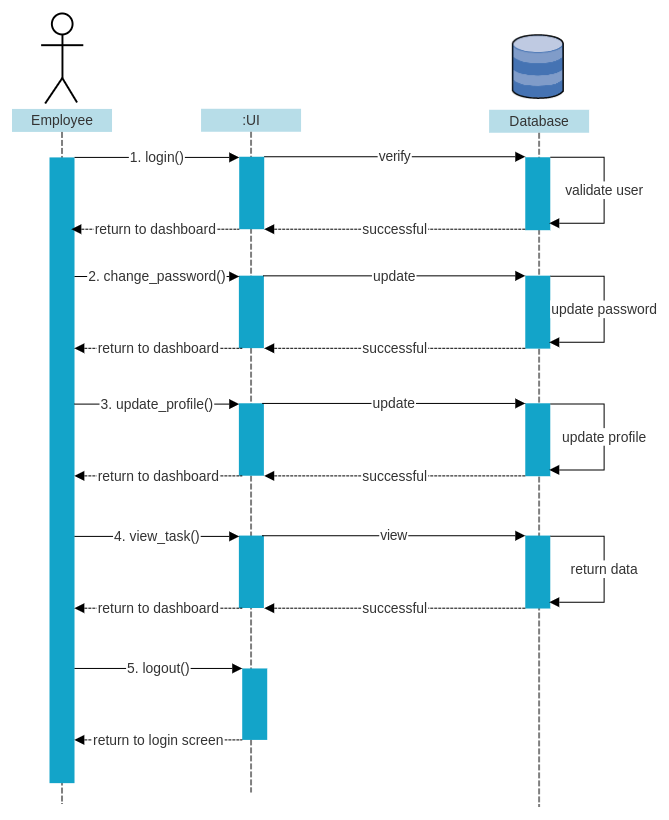 Employee
:UI
Database
1. login()
verify
validate user
return to dashboard
successful
2. change_password()
update
update password
return to dashboard
successful
3. update_profile()
update
update profile
return to dashboard
successful
4. view_task()
view
return data
return to dashboard
successful
5. logout()
return to login screen